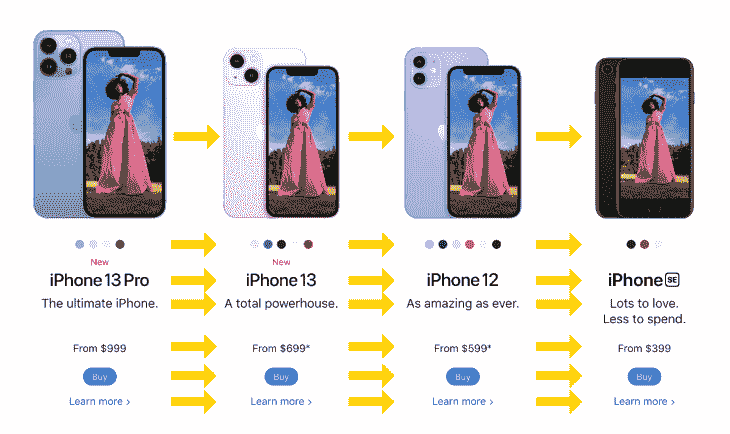 New
iPhone 13 Pro
The ultimate iPhone.
From $999
Buy
Learn more >
New
iPhone 13
A total powerhouse.
From $699*
Buy
Learn more >
iPhone 12
As amazing as ever.
From $599*
Buy
Learn more >
iPhone SE
Lots to love.
Less to spend.
From $399
Buy
Learn more >